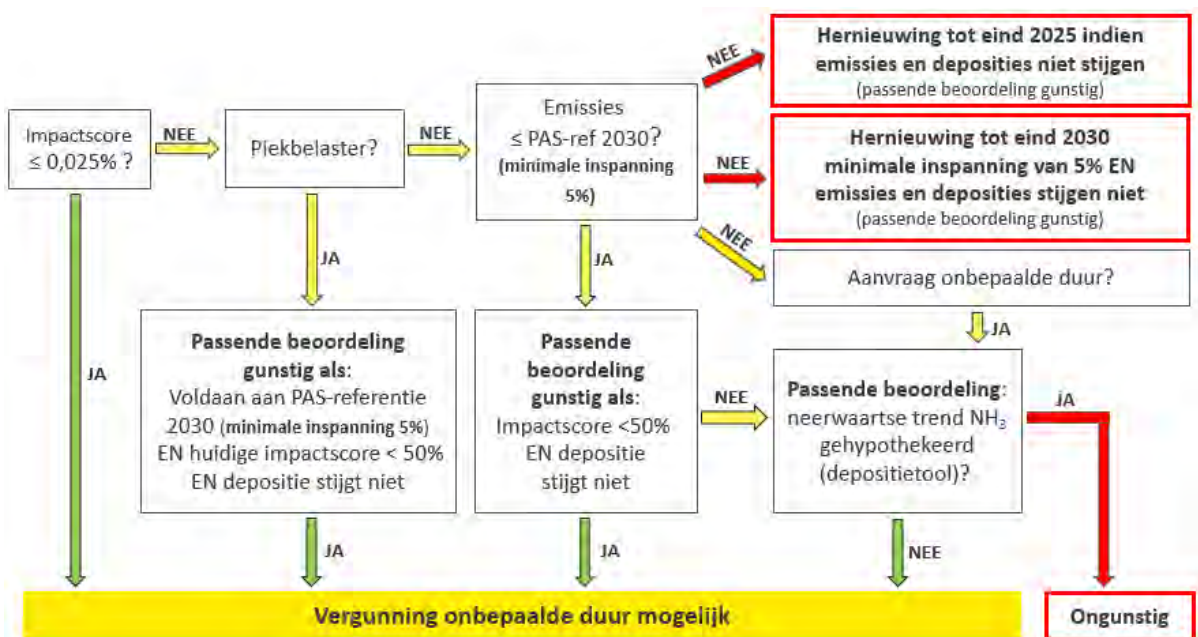 Impactscore
≤ 0,025% ?
NEE
Piekbelaster?
NEE
Emissies
≤ PAS-ref 2030?
(minimale inspanning
5%)
NEE
Hernieuwing tot eind 2025 indien
emissies en deposities niet stijgen
(passende beoordeling gunstig)
NEE
Hernieuwing tot eind 2030
minimale inspanning van 5% EN
emissies en deposities stijgen niet
(passende beoordeling gunstig)
NEE
Aanvraag onbepaalde duur?
JA
JA
JA
JA
Passende beoordeling
gunstig als:
Voldaan aan PAS-referentie
2030 (minimale inspanning 5%)
EN huidige impactscore < 50%
EN depositie stijgt niet
Passende
beoordeling
gunstig als:
Impactscore <50%
EN depositie
stijgt niet
NEE
Passende beoordeling:
neerwaartse trend NH₃
gehypothekeerd
(depositietool)?
JA
JA
JA
NEE
Vergunning onbepaalde duur mogelijk
Ongunstig